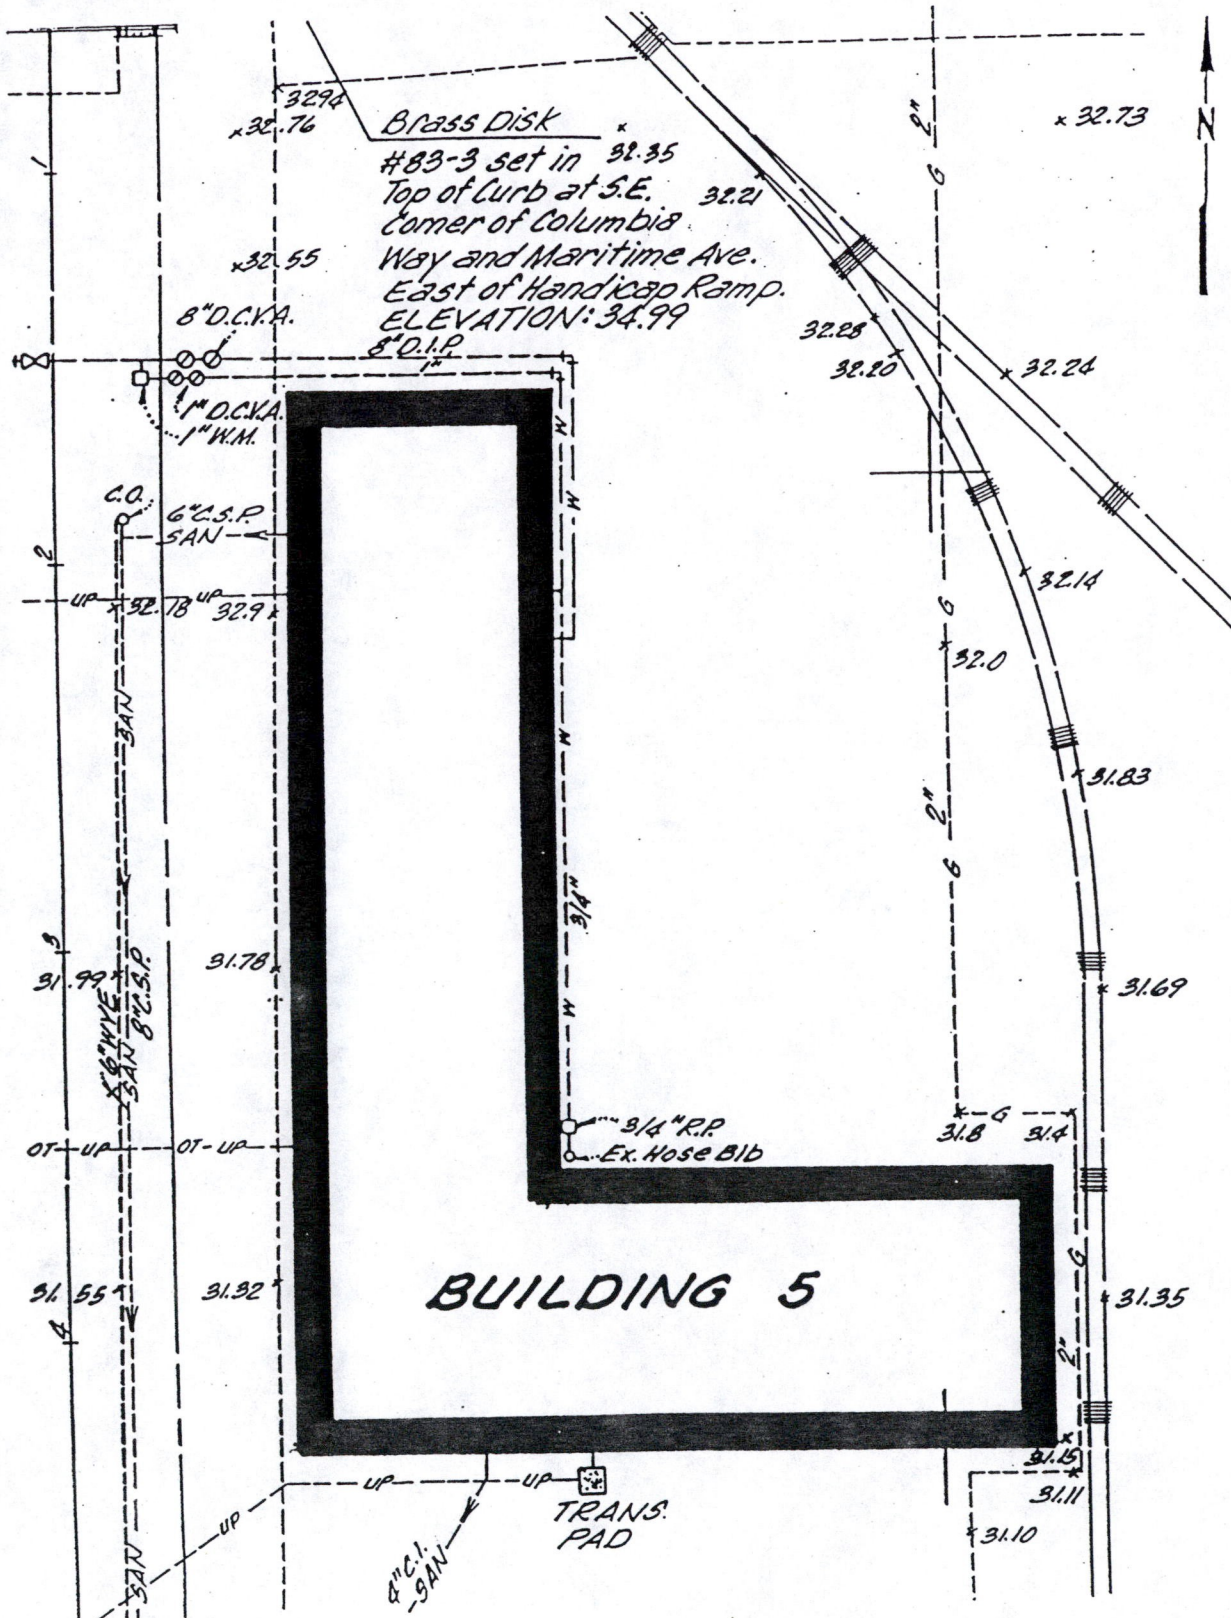 3294
32.76
Brass Disk
#83-3 set in
Top of Curb at S.E.
Corner of Columbia
Way and Maritime Ave.
East of Handicap Ramp.
ELEVATION: 34.99
32.35
32.21
2"
G
32.73
N
1
32.55
8" D.C.V.A.
8" D.I.P.
1"
1" D.C.V.A.
1" W.M.
32.28
32.20
32.24
W
W
C.O.
6" C.S.P.
SAN
2
UP
32.78
UP
32.9
32.14
G
32.0
SAN
W
31.83
2"
G
3/4"
3
31.99
31.78
6" WYE
SAN
8" C.S.P.
W
31.69
3/4" R.P.
Ex. Hose Bib
31.8
G
31.4
OT-UP
OT-UP
G
31.55
31.32
BUILDING 5
31.35
4
2"
31.15
31.11
UP
UP
TRANS.
PAD
UP
31.10
4" C.I.
SAN
SAN